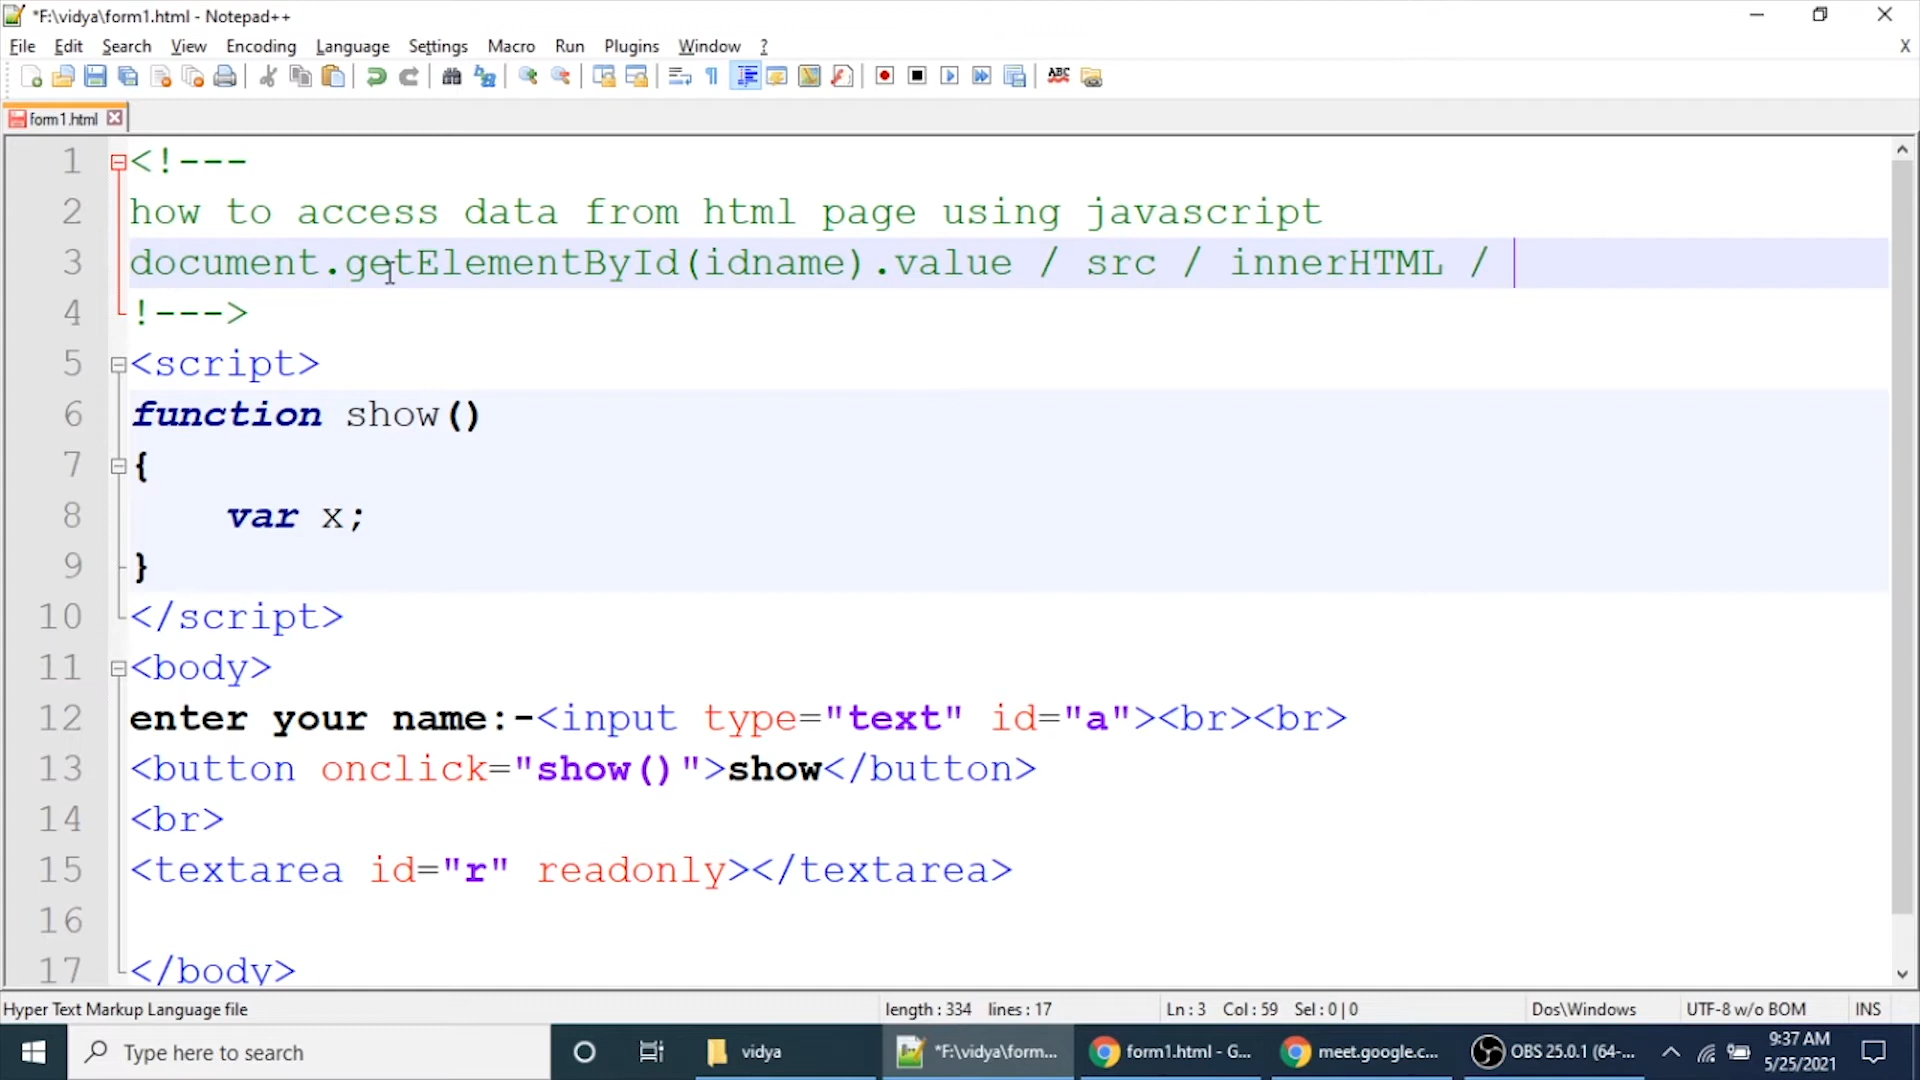 *F:\vidya\form1.html - Notepad++
File Edit Search View Encoding Language Settings Macro Run Plugins Window ? X
ABC
form1.html
1 <!---
2 how to access data from html page using javascript
3 document.getElementById(idname).value / src / innerHTML /
4 !--->
5 <script>
6 function show()
7 {
8 var x;
9 }
10 </script>
11 <body>
12 enter your name:-<input type="text" id="a"><br><br>
13 <button onclick="show()">show</button>
14 <br>
15 <textarea id="r" readonly></textarea>
16
17 </body>
Hyper Text Markup Language file length : 334 lines : 17 Ln : 3 Col : 59 Sel : 0 | 0 Dos\Windows UTF-8 w/o BOM INS
Type here to search vidya *F:\vidya\form... form1.html - G... meet.google.c... OBS 25.0.1 (64-... 9:37 AM
5/25/2021